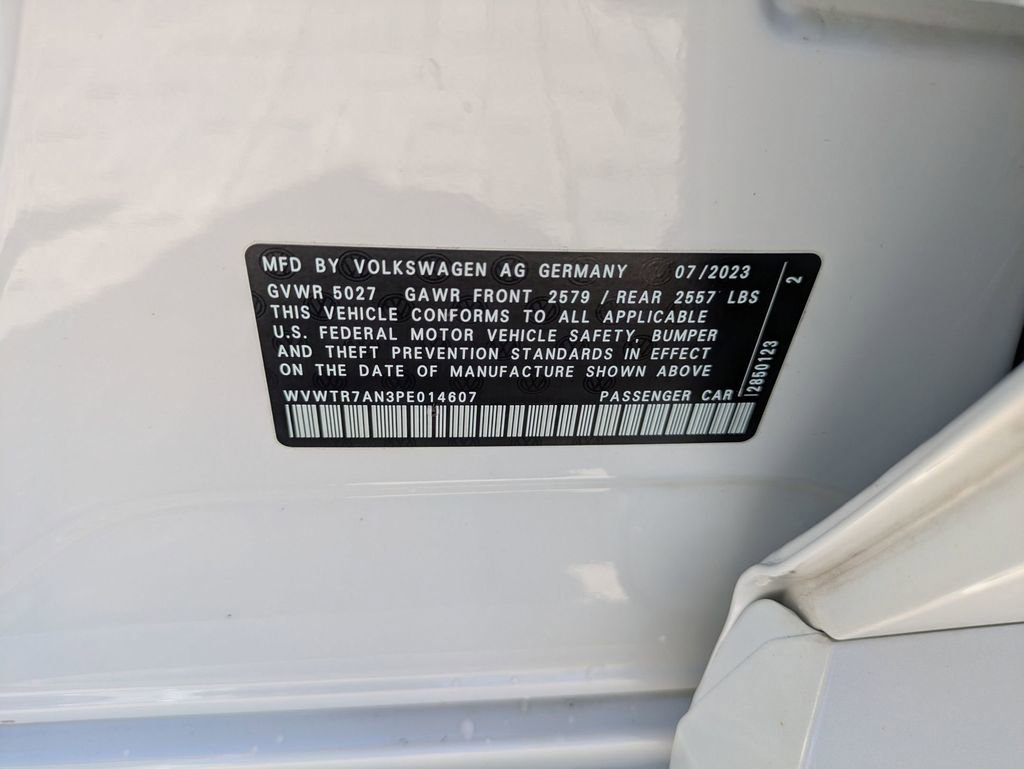 MFD BY VOLKSWAGEN AG GERMANY 07/2023
GVWR 5027 GAWR FRONT 2579 / REAR 2557 LBS
THIS VEHICLE CONFORMS TO ALL APPLICABLE
U.S. FEDERAL MOTOR VEHICLE SAFETY, BUMPER
AND THEFT PREVENTION STANDARDS IN EFFECT
ON THE DATE OF MANUFACTURE SHOWN ABOVE
WVWTR7AN3PE014607 PASSENGER CAR
2850123
2